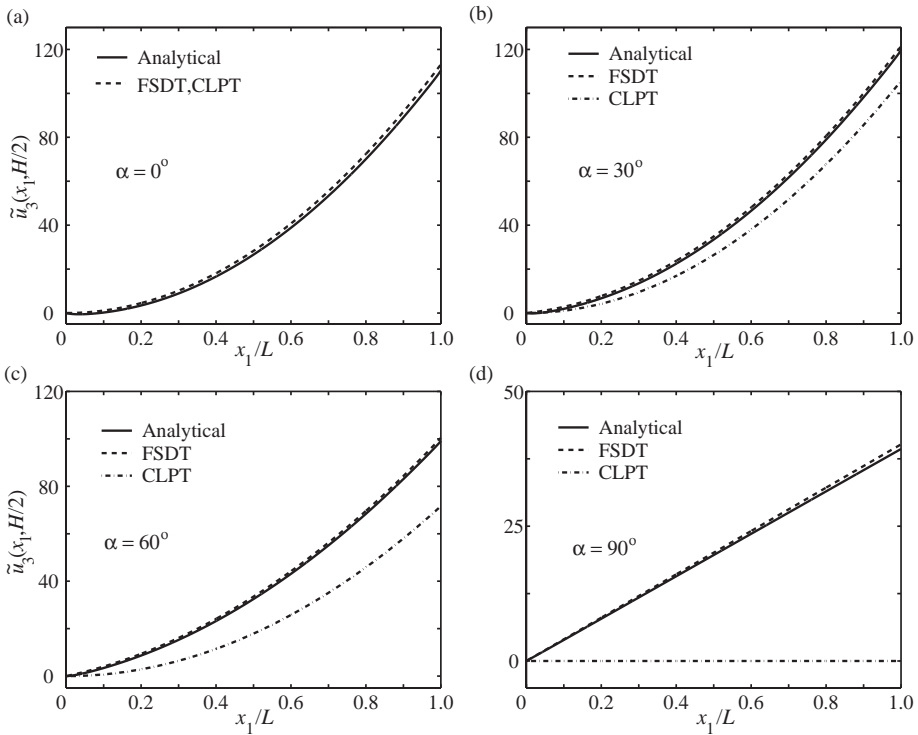 (a)
120
80
40
0
ũ₃(x₁,H/2)
Analytical
FSDT,CLPT
α = 0°
0 0.2 0.4 0.6 0.8 1.0
x₁/L
(b)
120
80
40
0
Analytical
FSDT
CLPT
α = 30°
0 0.2 0.4 0.6 0.8 1.0
x₁/L
(c)
120
80
40
0
ũ₃(x₁,H/2)
Analytical
FSDT
CLPT
α = 60°
0 0.2 0.4 0.6 0.8 1.0
x₁/L
(d)
50
25
0
Analytical
FSDT
CLPT
α = 90°
0 0.2 0.4 0.6 0.8 1.0
x₁/L